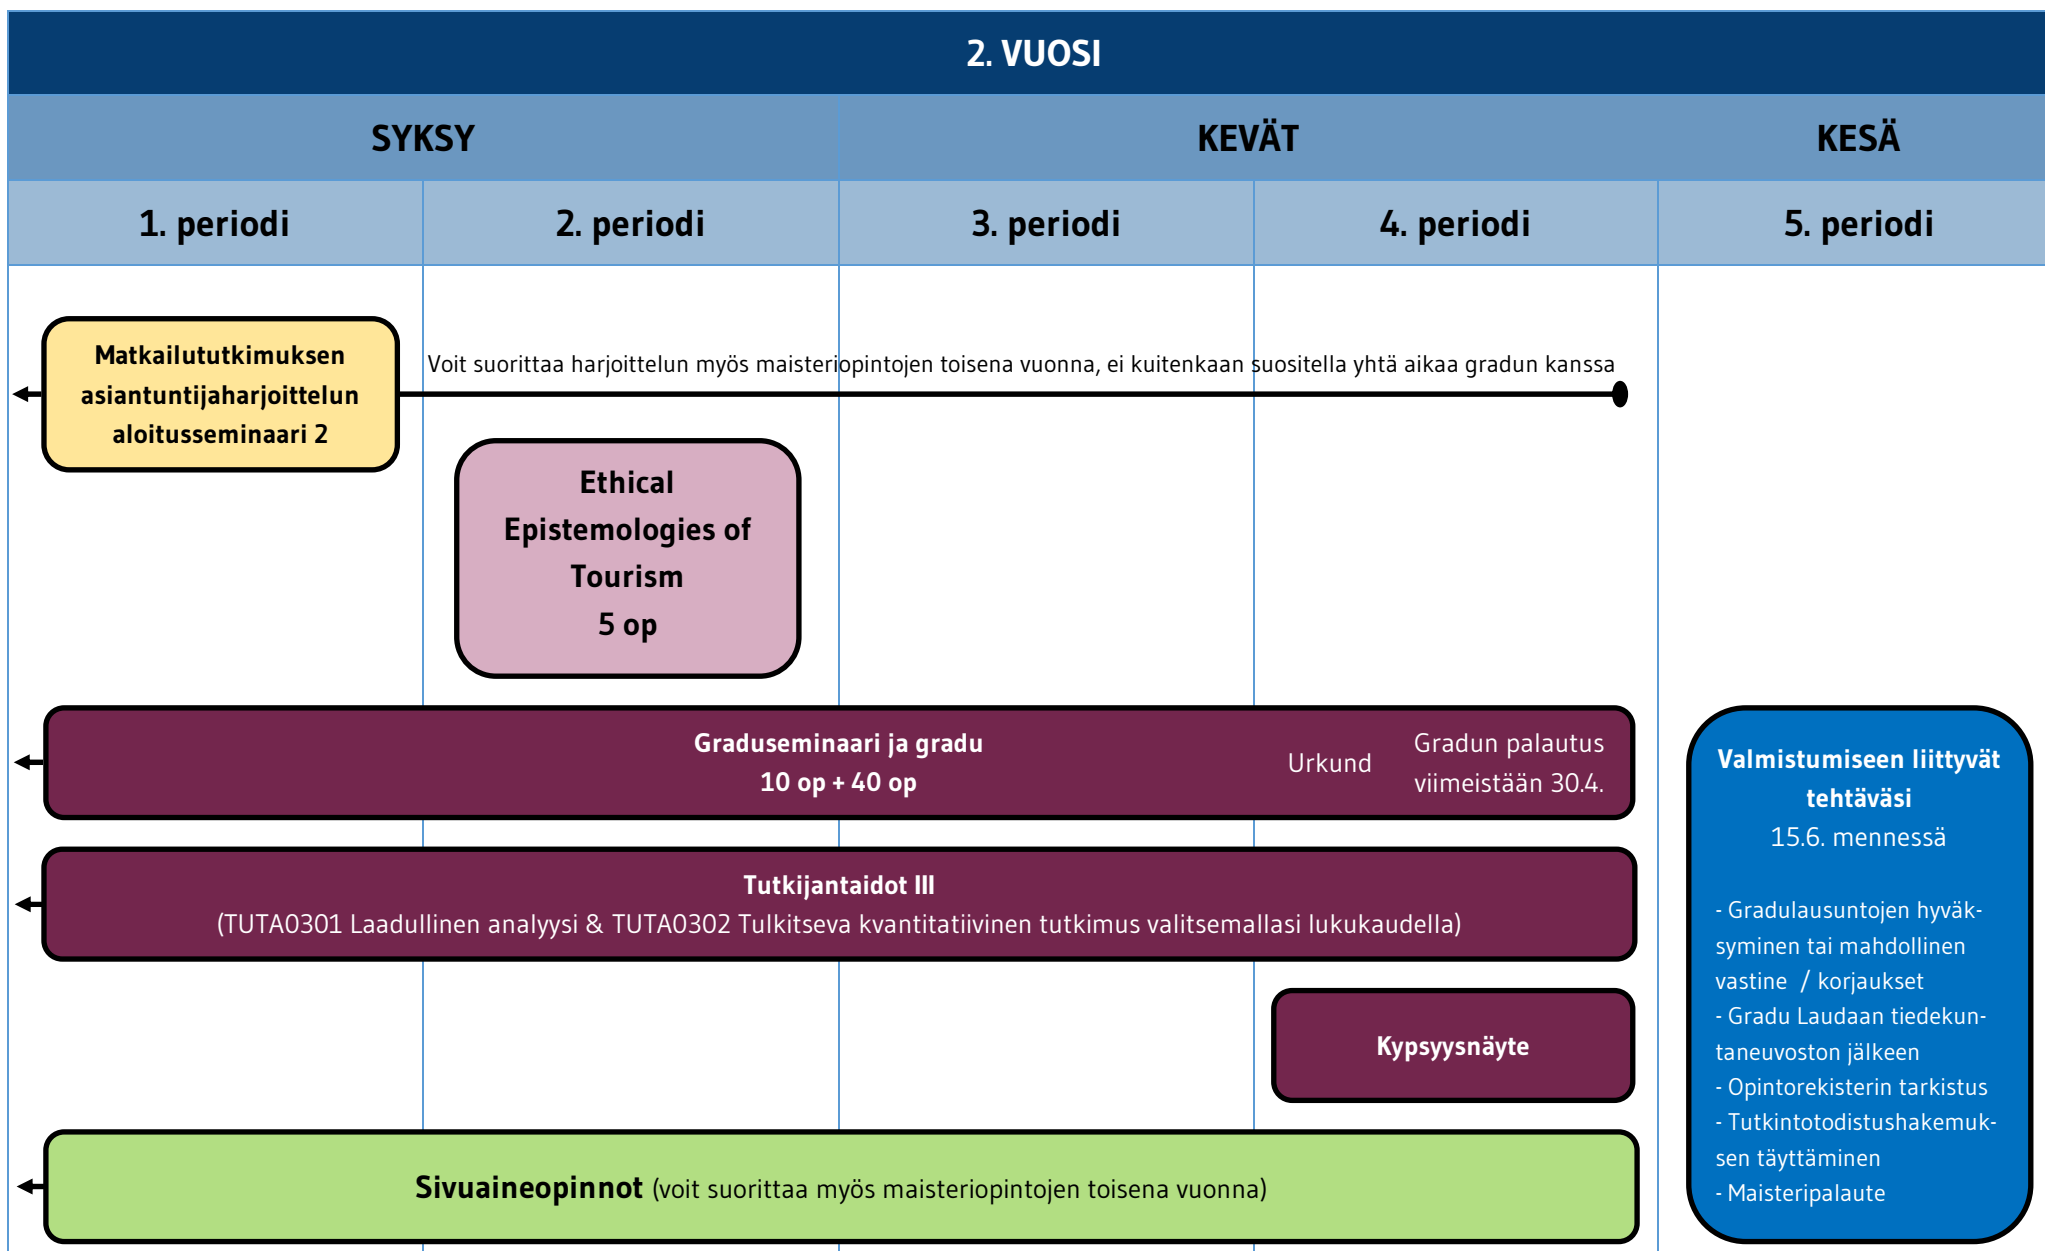 2. VUOSI
SYKSY
KEVÄT
KESÄ
1. periodi
2. periodi
3. periodi
4. periodi
5. periodi
Matkailututkimuksen
asiantuntijaharjoittelun
aloitusseminaari 2
Voit suorittaa harjoittelun myös maisteriopintojen toisena vuonna, ei kuitenkaan suositella yhtä aikaa gradun kanssa
Ethical
Epistemologies of
Tourism
5 op
Graduseminaari ja gradu
10 op + 40 op
Urkund
Gradun palautus
viimeistään 30.4.
Tutkijantaidot III
(TUTA0301 Laadullinen analyysi & TUTA0302 Tulkitseva kvantitatiivinen tutkimus valitsemallasi lukukaudella)
Kypsyysnäyte
Sivuaineopinnot (voit suorittaa myös maisteriopintojen toisena vuonna)
Valmistumiseen liittyvät
tehtäväsi
15.6. mennessä
- Gradulausuntojen hyväk-
syminen tai mahdollinen
vastine / korjaukset
- Gradu Laudaan tiedekun-
taneuvoston jälkeen
- Opintorekisterin tarkistus
- Tutkintotodistushakemuk-
sen täyttäminen
- Maisteripalaute